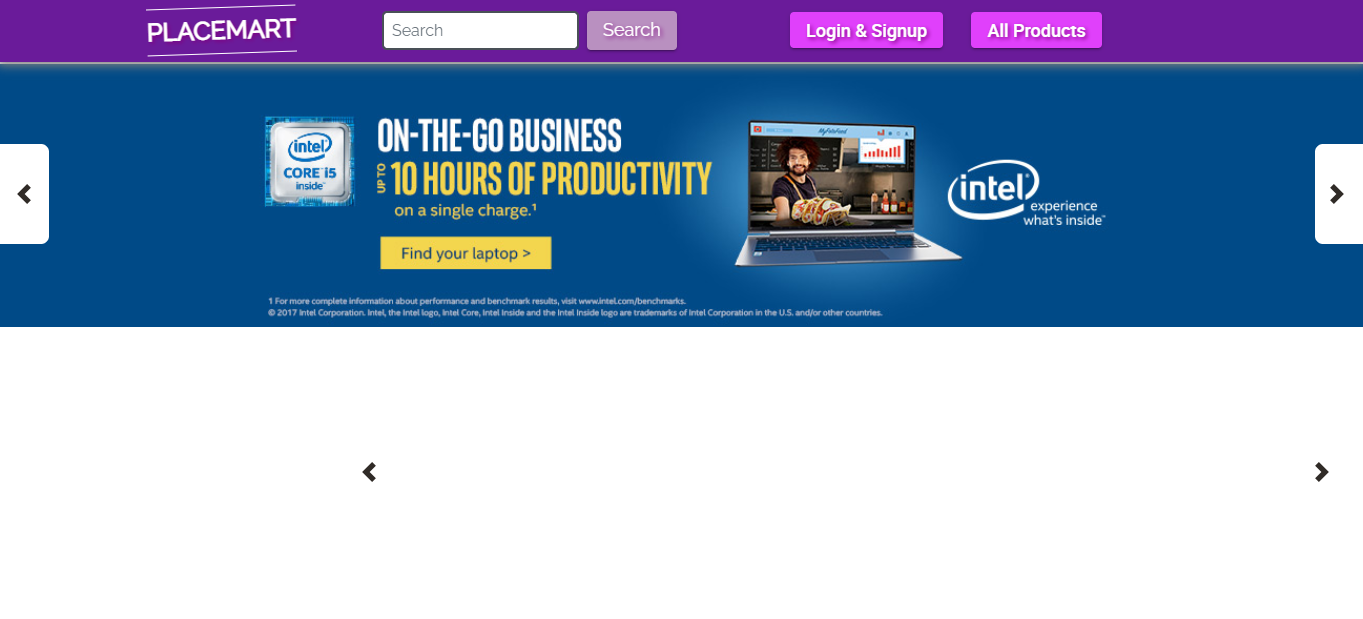 PLACEMART
Search
Search
Login & Signup
All Products
intel
CORE i5
inside™
ON-THE-GO BUSINESS
UP TO 10 HOURS OF PRODUCTIVITY
on a single charge.¹
Find your laptop >
MyFoteFood
intel®
experience
what's inside™
1 For more complete information about performance and benchmark results, visit www.intel.com/benchmarks.
© 2017 Intel Corporation. Intel, the Intel logo, Intel Core, Intel Inside and the Intel Inside logo are trademarks of Intel Corporation in the U.S. and/or other countries.